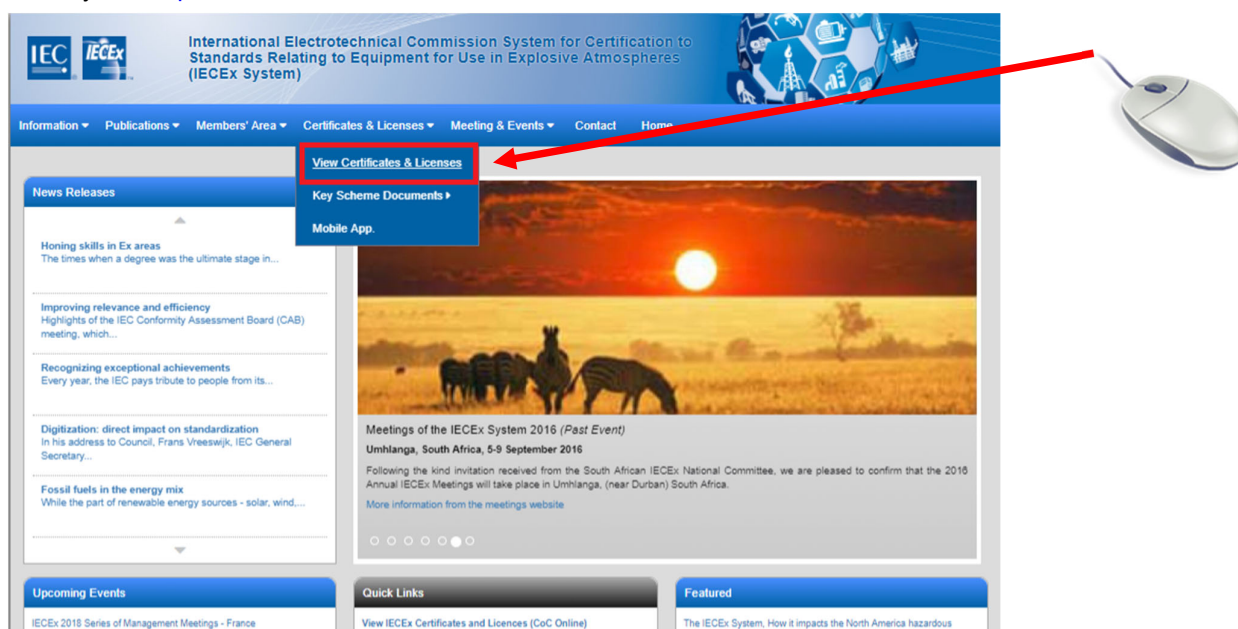 IEC
IECEx
International Electrotechnical Commission System for Certification to
Standards Relating to Equipment for Use in Explosive Atmospheres
(IECEx System)
Information Publications Members' Area Certificates & Licenses Meeting & Events Contact Home
View Certificates & Licenses
Key Scheme Documents
Mobile App.
News Releases
Honing skills in Ex areas
The times when a degree was the ultimate stage in...
Improving relevance and efficiency
Highlights of the IEC Conformity Assessment Board (CAB)
meeting, which...
Recognizing exceptional achievements
Every year, the IEC pays tribute to people from its...
Digitization: direct impact on standardization
In his address to Council, Frans Vreeswijk, IEC General
Secretary...
Fossil fuels in the energy mix
While the part of renewable energy sources - solar, wind,...
Meetings of the IECEx System 2016 (Past Event)
Umhlanga, South Africa, 5-9 September 2016
Following the kind invitation received from the South African IECEx National Committee, we are pleased to confirm that the 2016
Annual IECEx Meetings will take place in Umhlanga, (near Durban) South Africa.
More information from the meetings website
Upcoming Events
IECEx 2018 Series of Management Meetings - France
Quick Links
View IECEx Certificates and Licences (CoC Online)
Featured
The IECEx System, How it impacts the North America hazardous